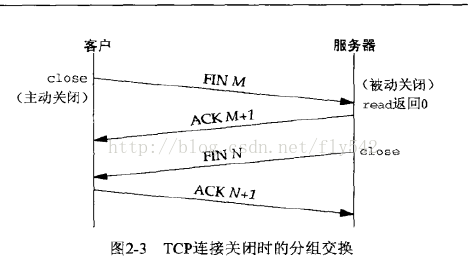 客户 服务器
close FIN M (被动关闭)
(主动关闭) read返回0
ACK M+1
http://blog.csdn.net/fly542
FIN N close
ACK N+1
图2-3 TCP连接关闭时的分组交换